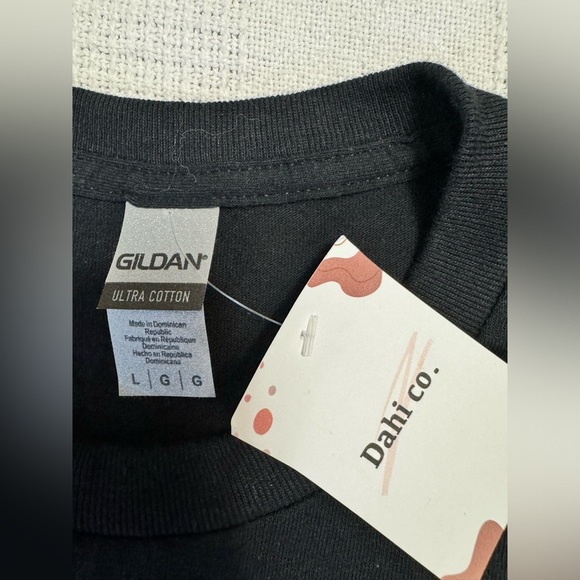 GILDAN®
ULTRA COTTON
Made in Dominican
Republic
Fabriqué en République
Dominicaine
Hecho en República
Dominicana
L | G | G
Dahi co.